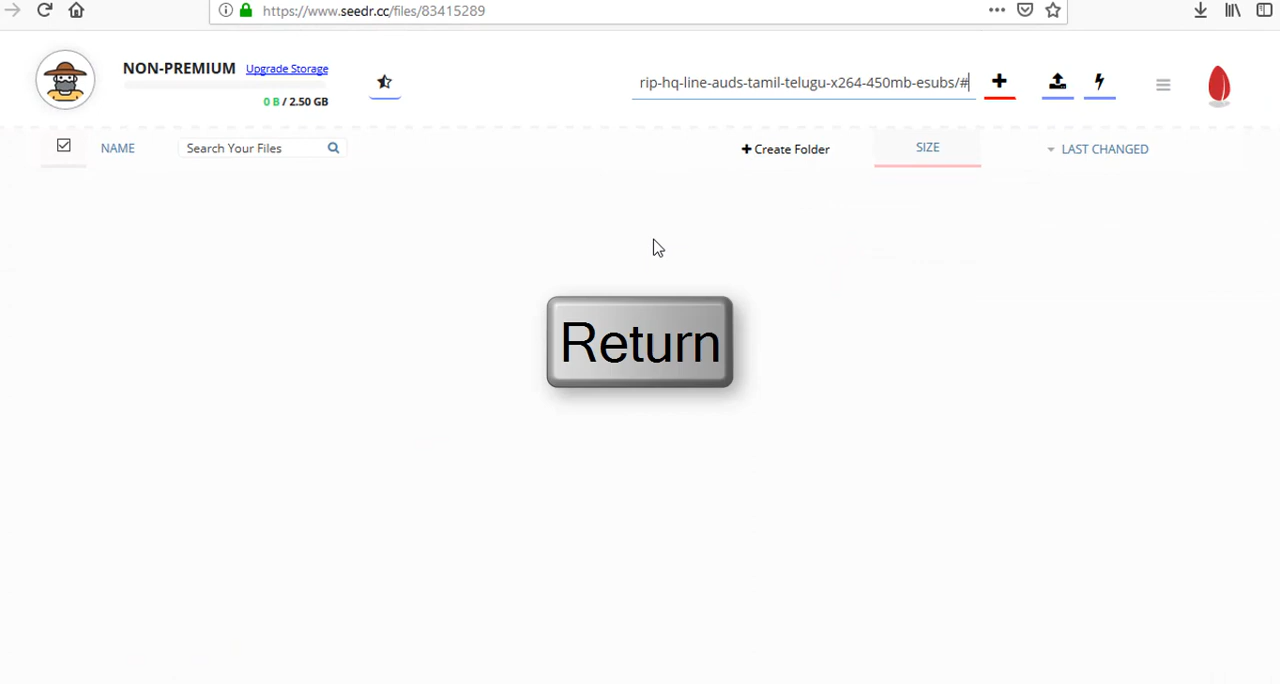 https://www.seedr.cc/files/83415289
NON-PREMIUM Upgrade Storage
0 B / 2.50 GB
rip-hq-line-auds-tamil-telugu-x264-450mb-esubs/#
NAME
Search Your Files
Create Folder
SIZE
LAST CHANGED
Return